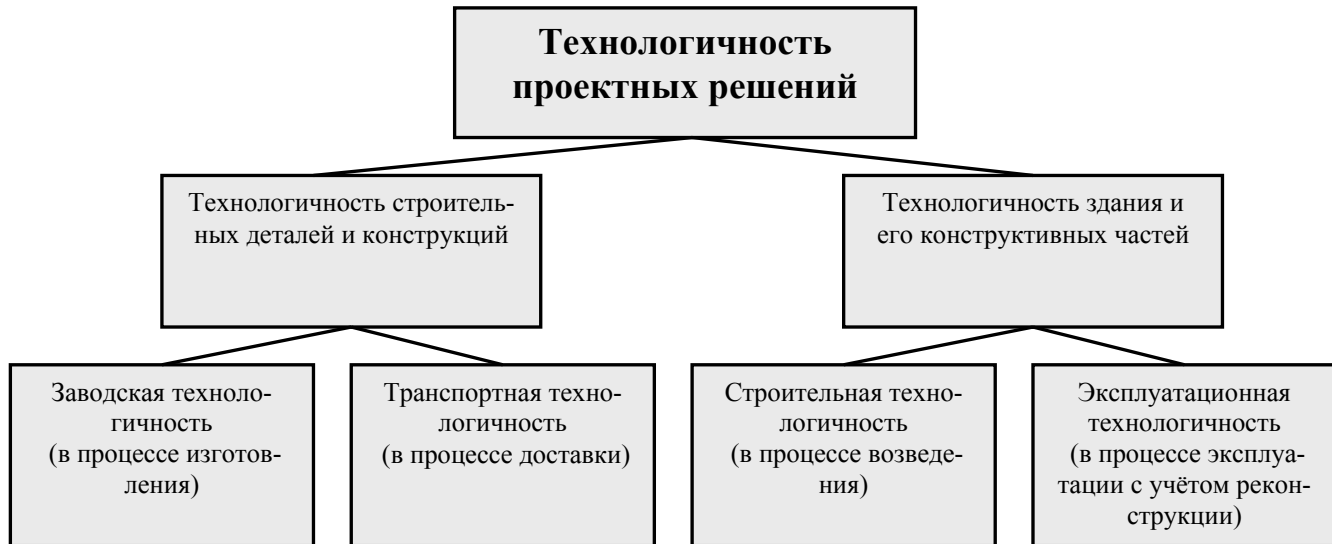 Технологичность
проектных решений
Технологичность строитель-
ных деталей и конструкций
Технологичность здания и
его конструктивных частей
Заводская техноло-
гичность
(в процессе изготов-
ления)
Транспортная техно-
логичность
(в процессе доставки)
Строительная техно-
логичность
(в процессе возведе-
ния)
Эксплуатационная
технологичность
(в процессе эксплуа-
тации с учётом рекон-
струкции)